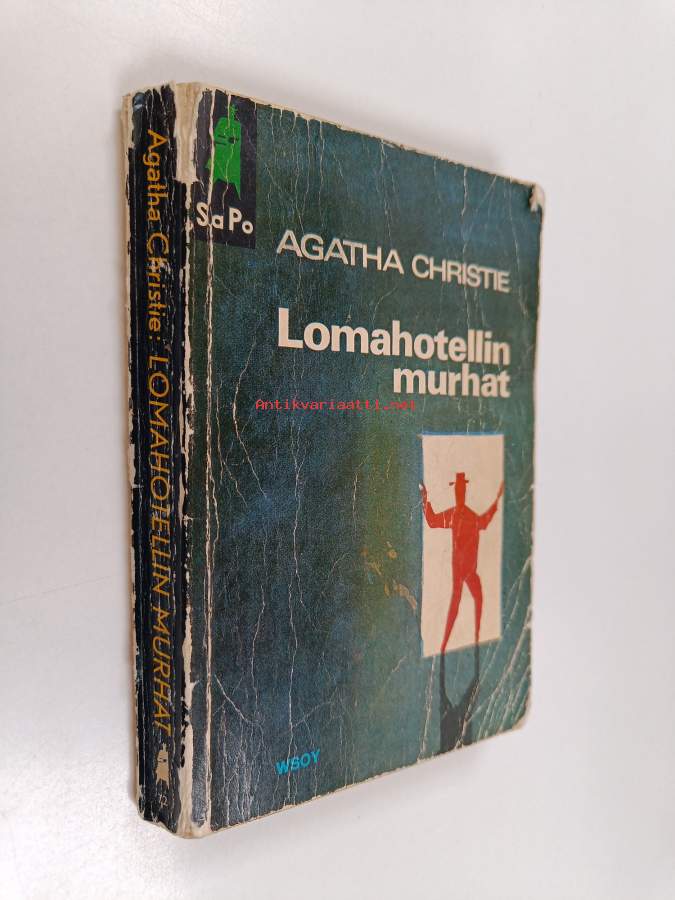 Agatha Christie: LOMAHOTELLIN MURHAT
SaPo
AGATHA CHRISTIE
Lomahotellin
murhat
Antikvariaatti.net
WSOY